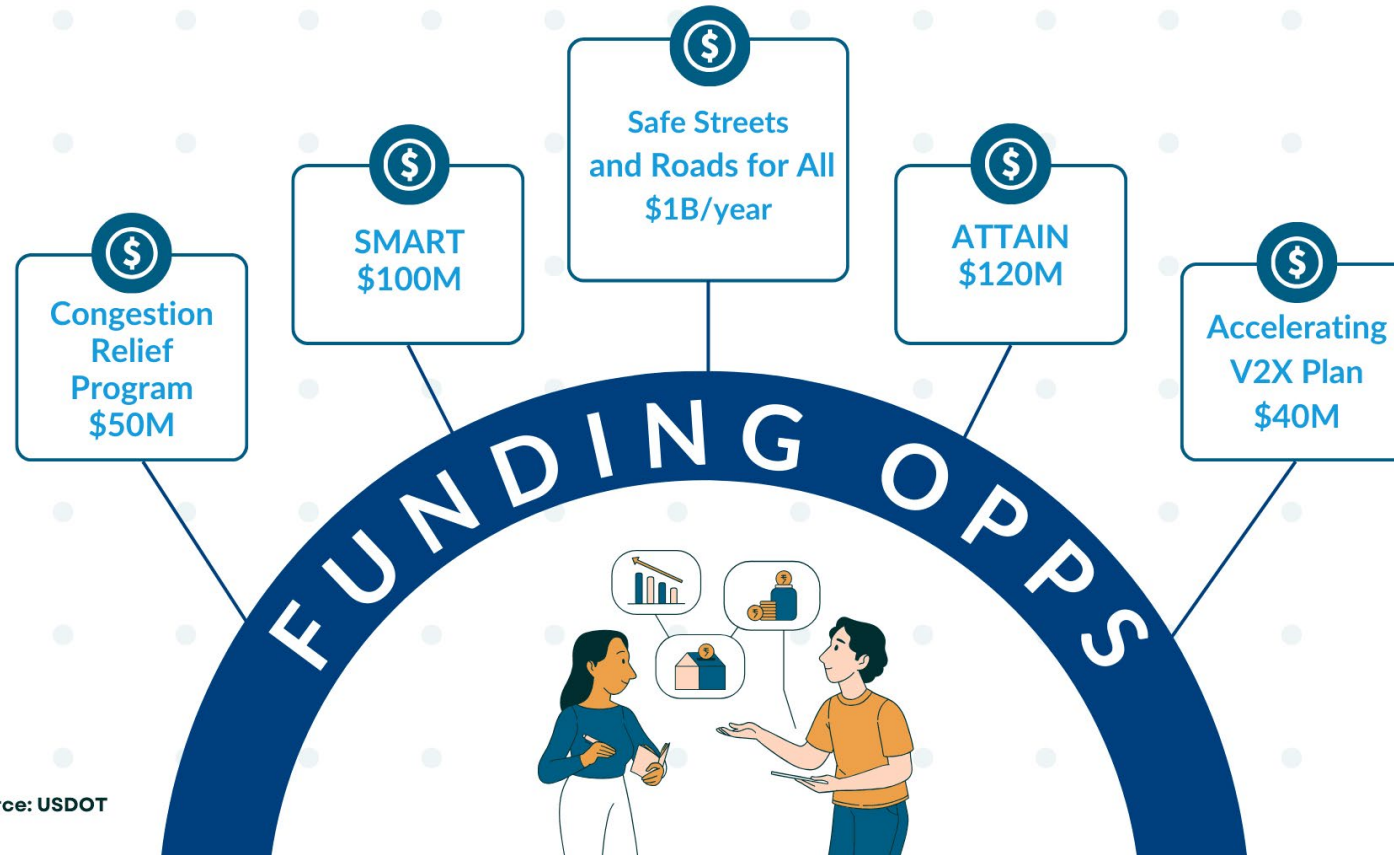 Safe Streets
and Roads for All
$1B/year
SMART
$100M
ATTAIN
$120M
Congestion
Relief
Program
$50M
Accelerating
V2X Plan
$40M
FUNDING OPPS
rce: USDOT